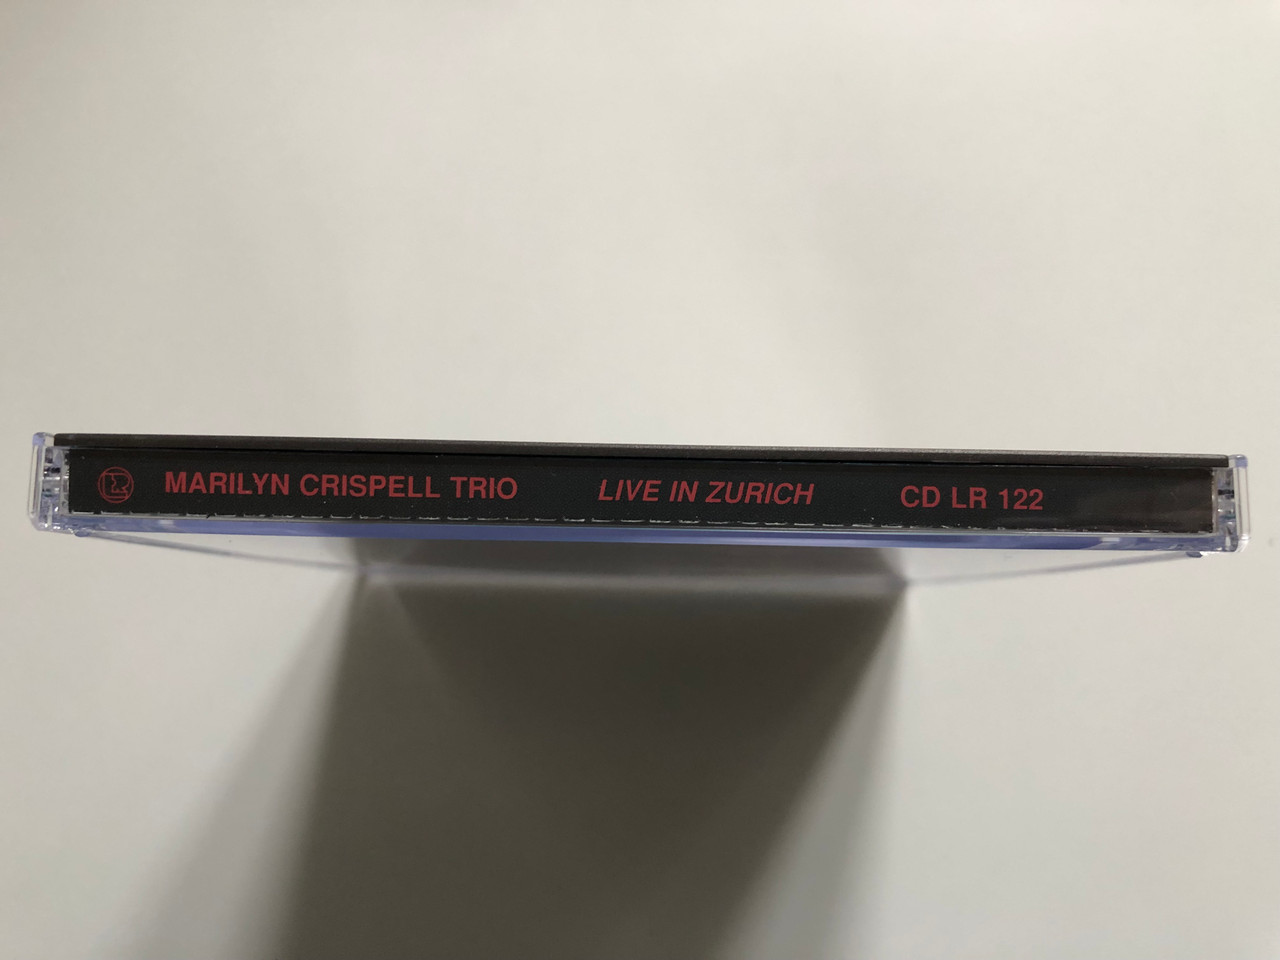 MARILYN CRISPELL TRIO LIVE IN ZURICH CD LR 122